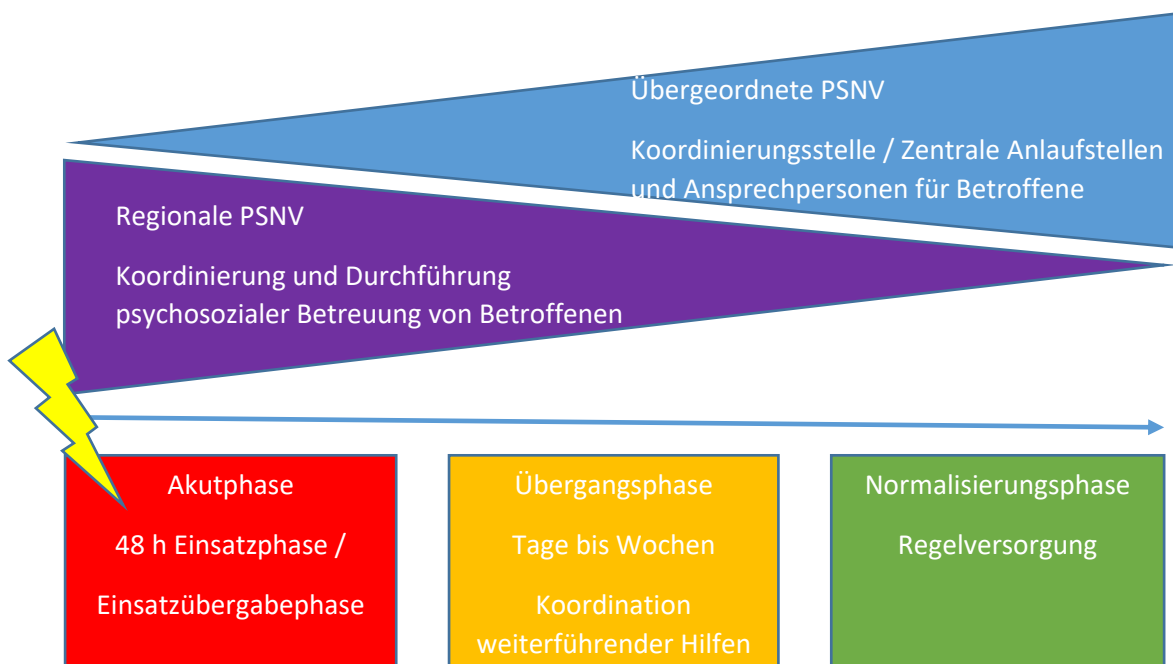 Übergeordnete PSNV
Koordinierungsstelle / Zentrale Anlaufstellen
und Ansprechpersonen für Betroffene
Regionale PSNV
Koordinierung und Durchführung
psychosozialer Betreuung von Betroffenen
Akutphase
48 h Einsatzphase /
Einsatzübergabephase
Übergangsphase
Tage bis Wochen
Koordination
weiterführender Hilfen
Normalisierungsphase
Regelversorgung